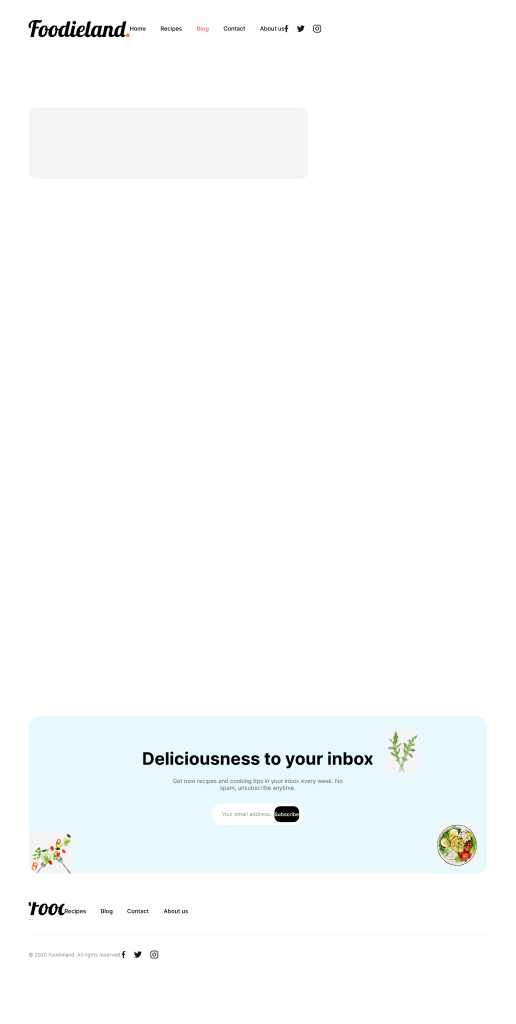 Foodieland.
Home Recipes Blog Contact About us
Deliciousness to your inbox
Get new recipes and cooking tips in your inbox every week. No
spam, unsubscribe anytime.
Your email address... Subscribe
Recipes Blog Contact About us
© 2020 Foodieland. All rights reserved